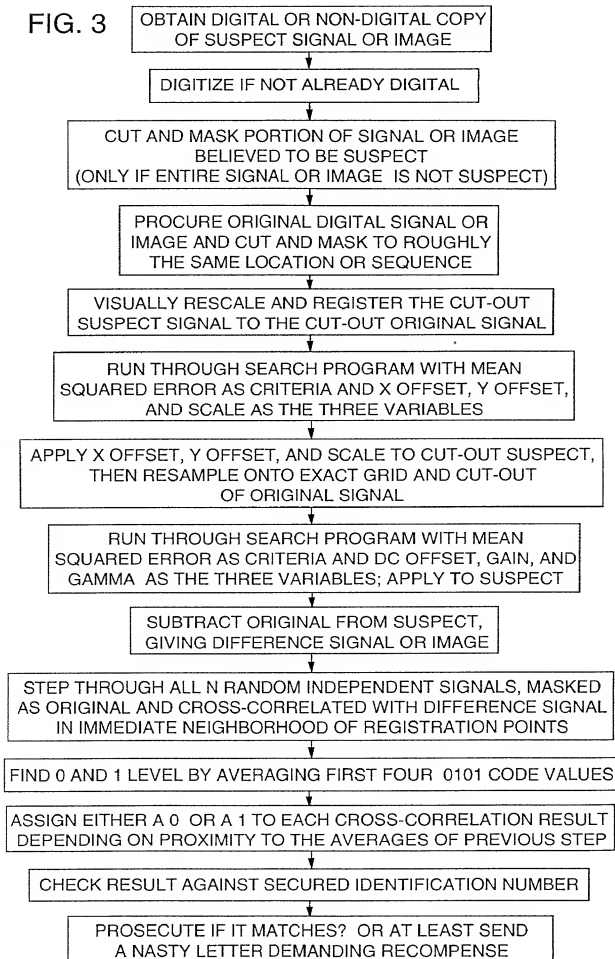 FIG. 3
OBTAIN DIGITAL OR NON-DIGITAL COPY
OF SUSPECT SIGNAL OR IMAGE
DIGITIZE IF NOT ALREADY DIGITAL
CUT AND MASK PORTION OF SIGNAL OR IMAGE
BELIEVED TO BE SUSPECT
(ONLY IF ENTIRE SIGNAL OR IMAGE IS NOT SUSPECT)
PROCURE ORIGINAL DIGITAL SIGNAL OR
IMAGE AND CUT AND MASK TO ROUGHLY
THE SAME LOCATION OR SEQUENCE
VISUALLY RESCALE AND REGISTER THE CUT-OUT
SUSPECT SIGNAL TO THE CUT-OUT ORIGINAL SIGNAL
RUN THROUGH SEARCH PROGRAM WITH MEAN
SQUARED ERROR AS CRITERIA AND X OFFSET, Y OFFSET,
AND SCALE AS THE THREE VARIABLES
APPLY X OFFSET, Y OFFSET, AND SCALE TO CUT-OUT SUSPECT,
THEN RESAMPLE ONTO EXACT GRID AND CUT-OUT
OF ORIGINAL SIGNAL
RUN THROUGH SEARCH PROGRAM WITH MEAN
SQUARED ERROR AS CRITERIA AND DC OFFSET, GAIN, AND
GAMMA AS THE THREE VARIABLES; APPLY TO SUSPECT
SUBTRACT ORIGINAL FROM SUSPECT,
GIVING DIFFERENCE SIGNAL OR IMAGE
STEP THROUGH ALL N RANDOM INDEPENDENT SIGNALS, MASKED
AS ORIGINAL AND CROSS-CORRELATED WITH DIFFERENCE SIGNAL
IN IMMEDIATE NEIGHBORHOOD OF REGISTRATION POINTS
FIND 0 AND 1 LEVEL BY AVERAGING FIRST FOUR 0101 CODE VALUES
ASSIGN EITHER A 0 OR A 1 TO EACH CROSS-CORRELATION RESULT
DEPENDING ON PROXIMITY TO THE AVERAGES OF PREVIOUS STEP
CHECK RESULT AGAINST SECURED IDENTIFICATION NUMBER
PROSECUTE IF IT MATCHES? OR AT LEAST SEND
A NASTY LETTER DEMANDING RECOMPENSE